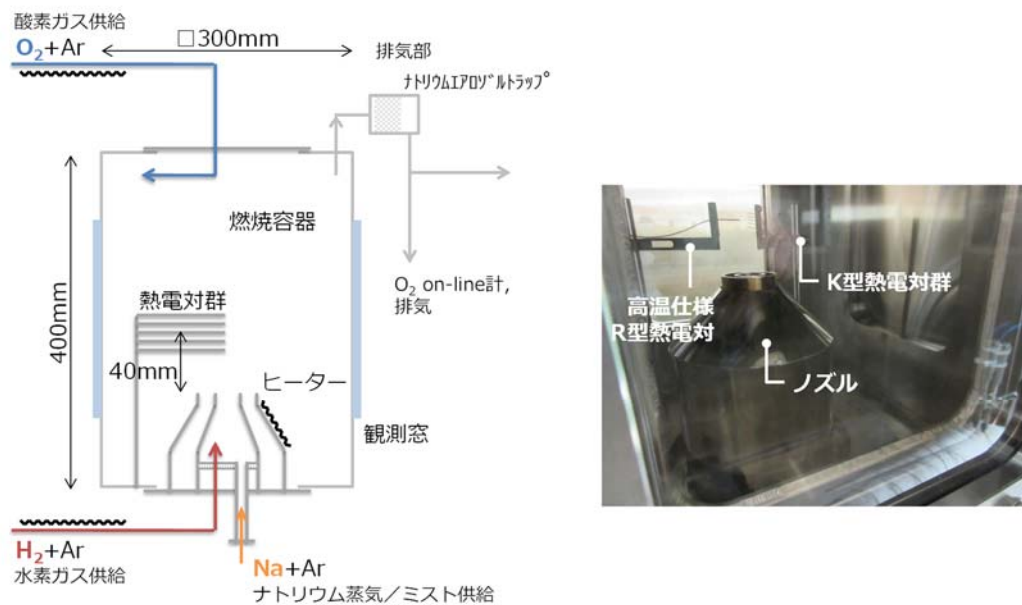 酸素ガス供給
O₂+Ar
□300mm
排気部
ﾅﾄﾘｳﾑｴｱﾛｿﾞﾙﾄﾗｯﾌﾟ
400mm
燃焼容器
O₂ on-line計,
排気
熱電対群
40mm
ヒーター
観測窓
H₂+Ar
水素ガス供給
Na+Ar
ナトリウム蒸気／ミスト供給
高温仕様
R型熱電対
K型熱電対群
ノズル